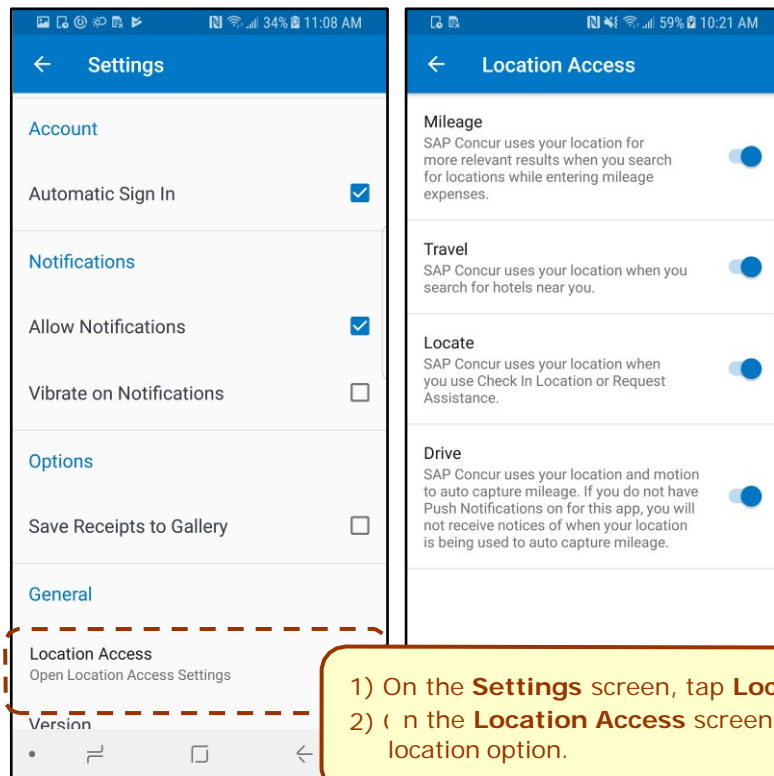 34% 11:08 AM
Settings
Account
Automatic Sign In
Notifications
Allow Notifications
Vibrate on Notifications
Options
Save Receipts to Gallery
General
Location Access
Open Location Access Settings
Version
59% 10:21 AM
Location Access
Mileage
SAP Concur uses your location for
more relevant results when you search
for locations while entering mileage
expenses.
Travel
SAP Concur uses your location when you
search for hotels near you.
Locate
SAP Concur uses your location when
you use Check In Location or Request
Assistance.
Drive
SAP Concur uses your location and motion
to auto capture mileage. If you do not have
Push Notifications on for this app, you will
not receive notices of when your location
is being used to auto capture mileage.
1) On the Settings screen, tap
2) n the Location Access screen
location option.